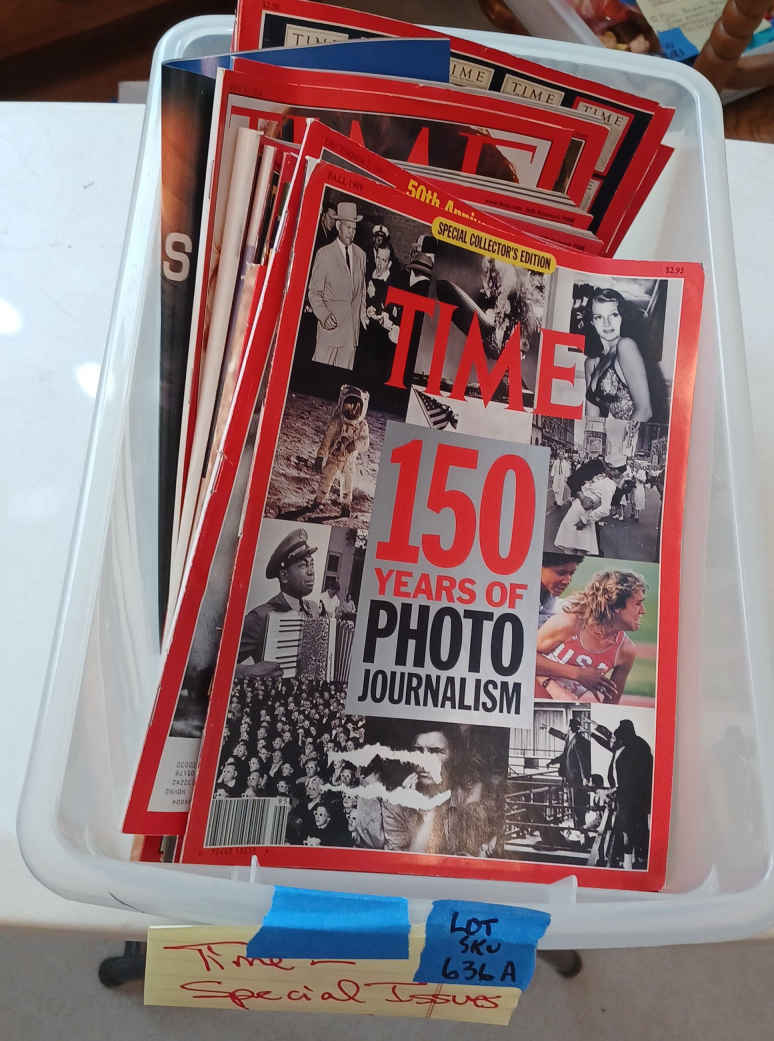 TIME
TIME
TIME
TIME
TIME
S
50th Anni
FALL 1989
SPECIAL COLLECTOR'S EDITION
$2.95
TIME
150
YEARS OF
PHOTO
JOURNALISM
USA
Time -
Special Issues
LOT
SKU
636A